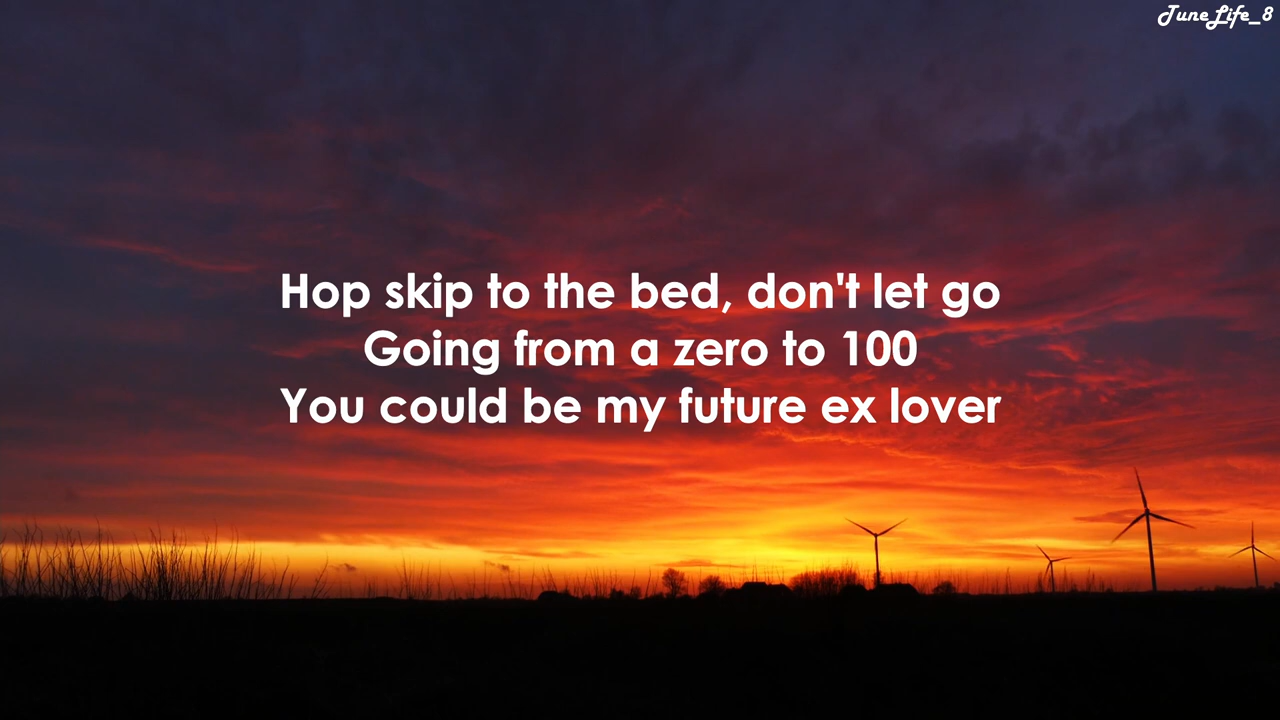 JuneLife_8
Hop skip to the bed, don't let go
Going from a zero to 100
You could be my future ex lover